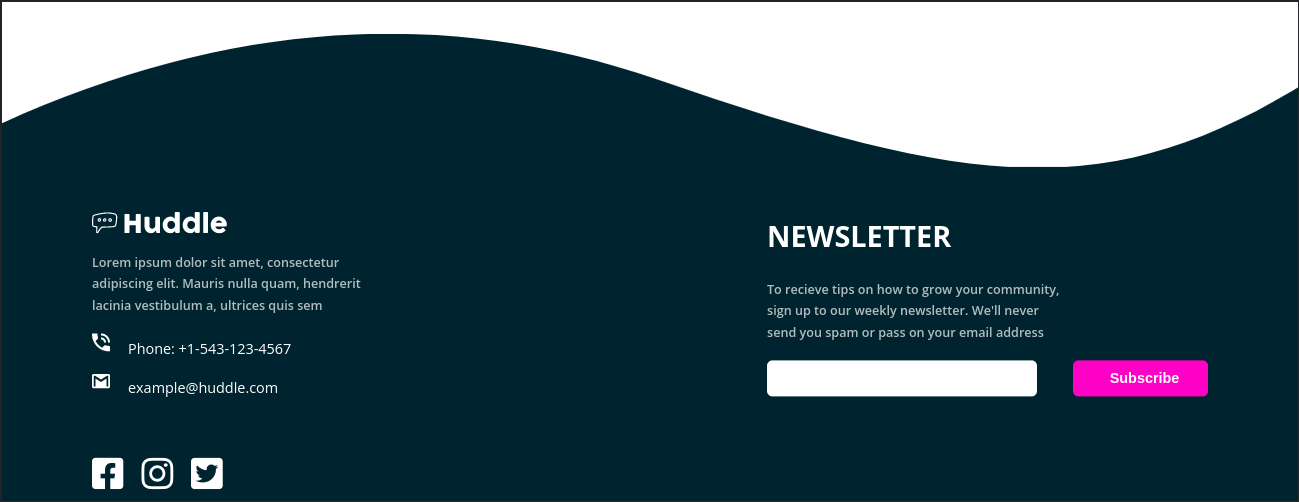 Huddle
Lorem ipsum dolor sit amet, consectetur
adipiscing elit. Mauris nulla quam, hendrerit
lacinia vestibulum a, ultrices quis sem
Phone: +1-543-123-4567
example@huddle.com
NEWSLETTER
To recieve tips on how to grow your community,
sign up to our weekly newsletter. We'll never
send you spam or pass on your email address
Subscribe